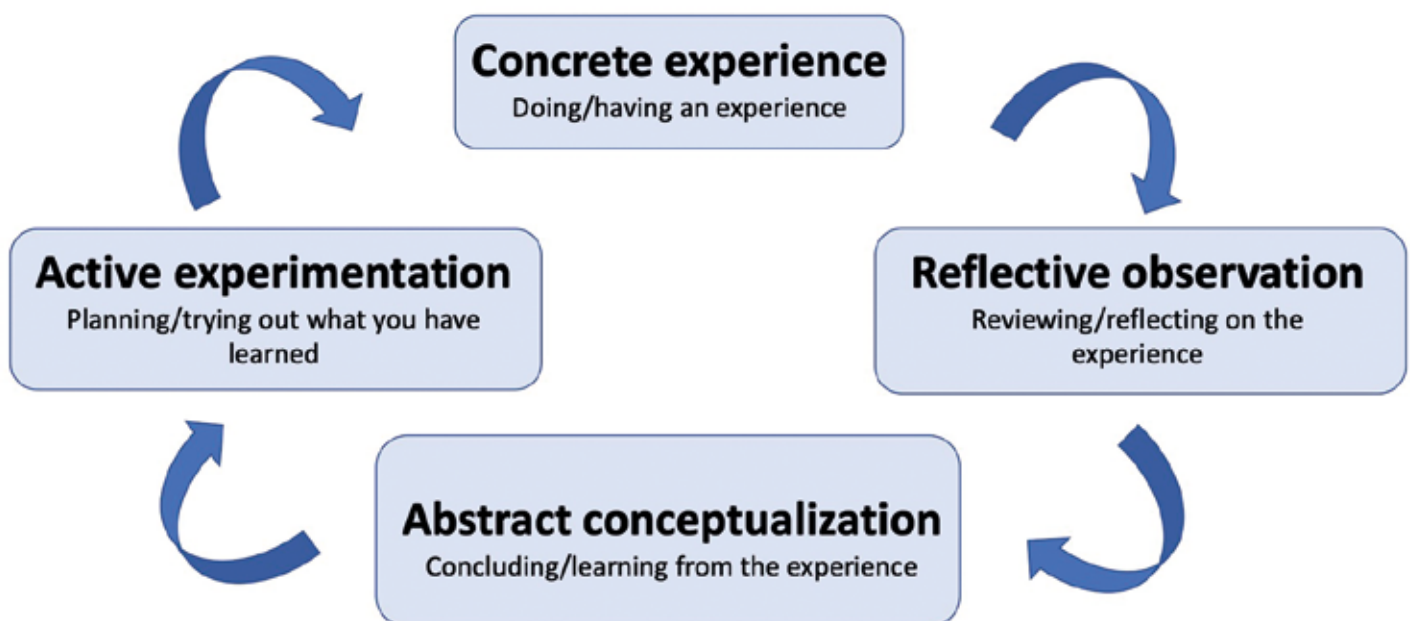 Concrete experience
Doing/having an experience
Active experimentation
Planning/trying out what you have
learned
Reflective observation
Reviewing/reflecting on the
experience
Abstract conceptualization
Concluding/learning from the experience